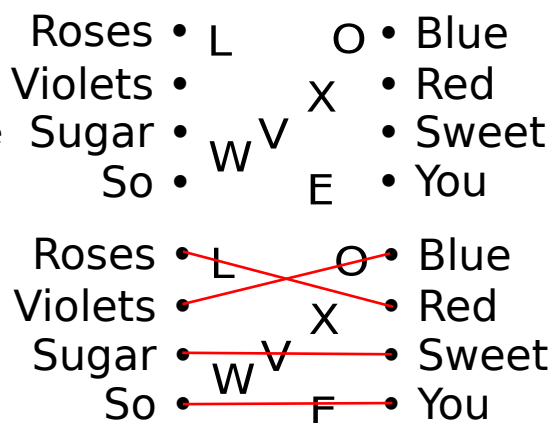 Roses • L O • Blue
Violets • X • Red
e Sugar • V • Sweet
W
So • E • You
Roses L O Blue
Violets X Red
Sugar V Sweet
W
So E You